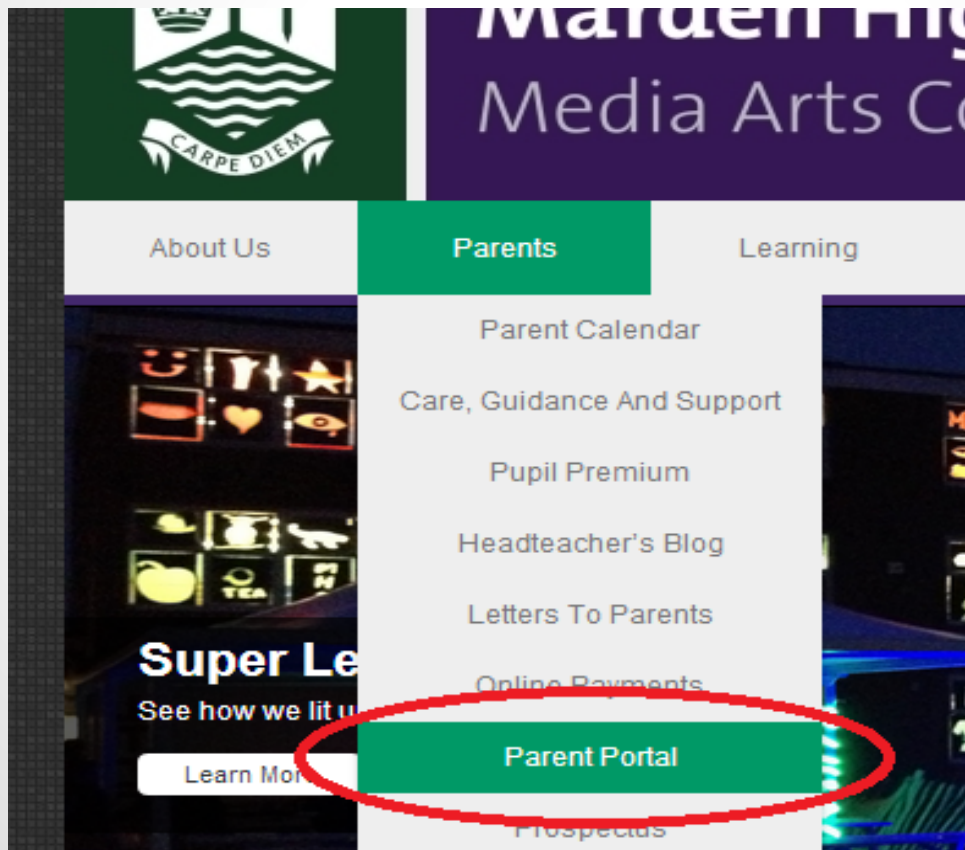 Marden Hig
Media Arts Co
CARPE DIEM
About Us
Parents
Learning
Parent Calendar
Care, Guidance And Support
Pupil Premium
Headteacher's Blog
Letters To Parents
Online Payments
Parent Portal
Prospectus
TEA
Super Le
See how we lit u
Learn Mor